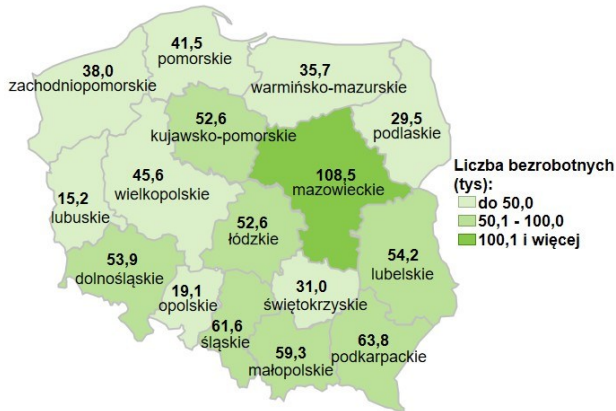 41,5
pomorskie
38,0
zachodniopomorskie
35,7
warmińsko-mazurskie
52,6
kujawsko-pomorskie
29,5
podlaskie
108,5
mazowieckie
45,6
wielkopolskie
15,2
lubuskie
52,6
łódzkie
54,2
lubelskie
53,9
dolnośląskie
19,1
opolskie
31,0
świętokrzyskie
61,6
śląskie
59,3
małopolskie
63,8
podkarpackie
Liczba bezrobotnych
(tys):
do 50,0
50,1 - 100,0
100,1 i więcej